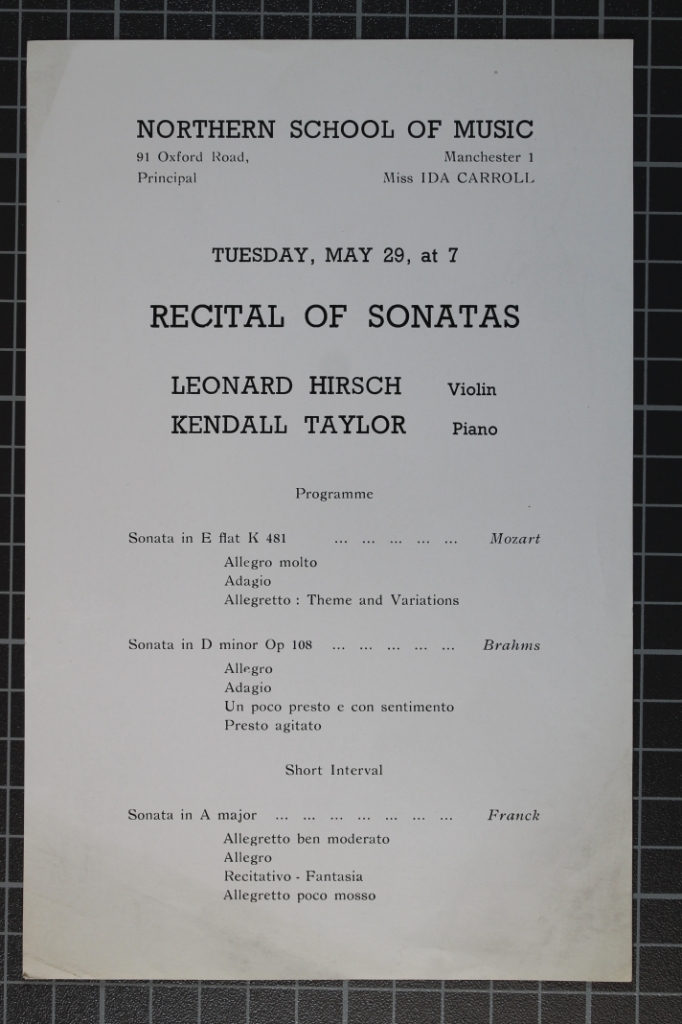 NORTHERN SCHOOL OF MUSIC
91 Oxford Road, Manchester 1
Principal Miss IDA CARROLL
TUESDAY, MAY 29, at 7
RECITAL OF SONATAS
LEONARD HIRSCH Violin
KENDALL TAYLOR Piano
Programme
Sonata in E flat K 481 ... ... ... ... ... Mozart
Allegro molto
Adagio
Allegretto : Theme and Variations
Sonata in D minor Op 108 ... ... ... ... ... Brahms
Allegro
Adagio
Un poco presto e con sentimento
Presto agitato
Short Interval
Sonata in A major ... ... ... ... ... ... ... Franck
Allegretto ben moderato
Allegro
Recitativo - Fantasia
Allegretto poco mosso